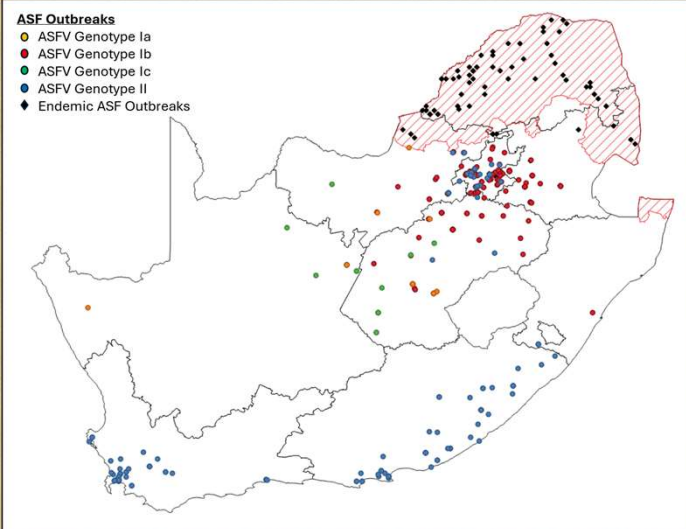 ASF Outbreaks
ASFV Genotype Ia
ASFV Genotype Ib
ASFV Genotype Ic
ASFV Genotype II
Endemic ASF Outbreaks